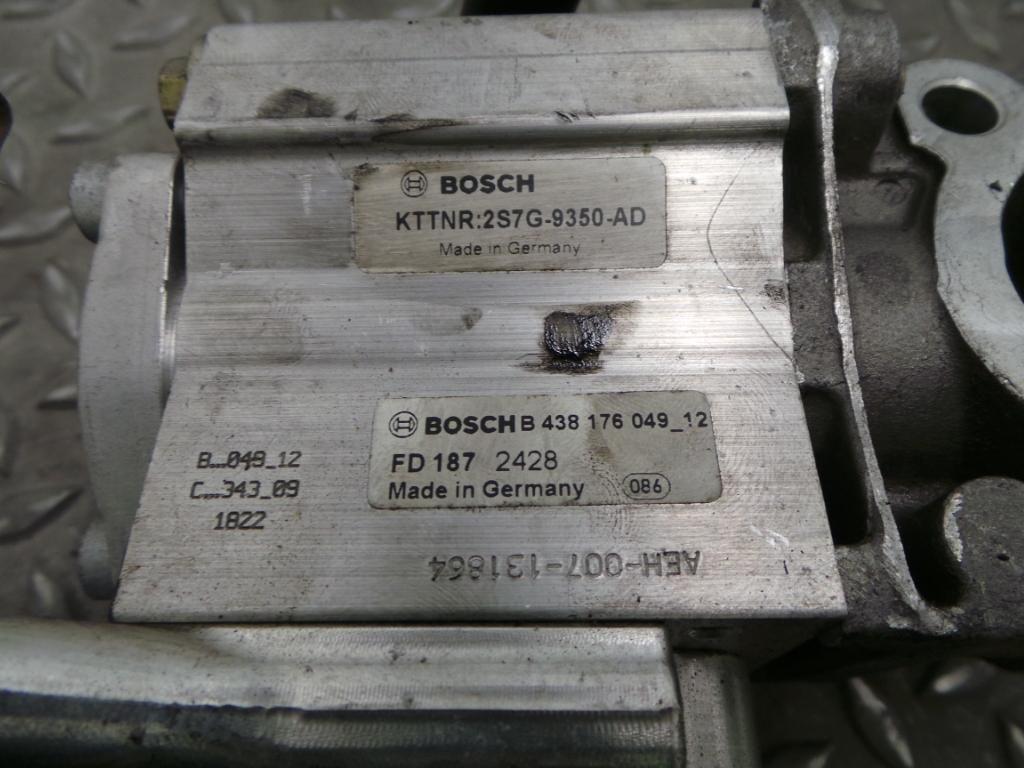 BOSCH
KTTNR:2S7G-9350-AD
Made in Germany
BOSCH B 438 176 049_12
FD 187 2428
Made in Germany 086
B...049_12
C...343_09
1822
AEH-007-131864